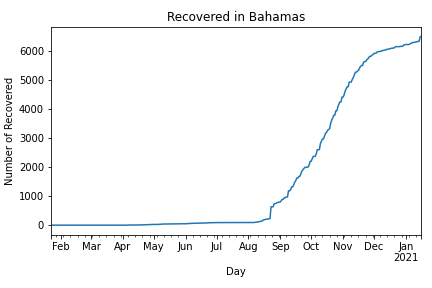 Recovered in Bahamas
Number of Recovered
6000
5000
4000
3000
2000
1000
0
Feb Mar Apr May Jun Jul Aug Sep Oct Nov Dec Jan
2021
Day